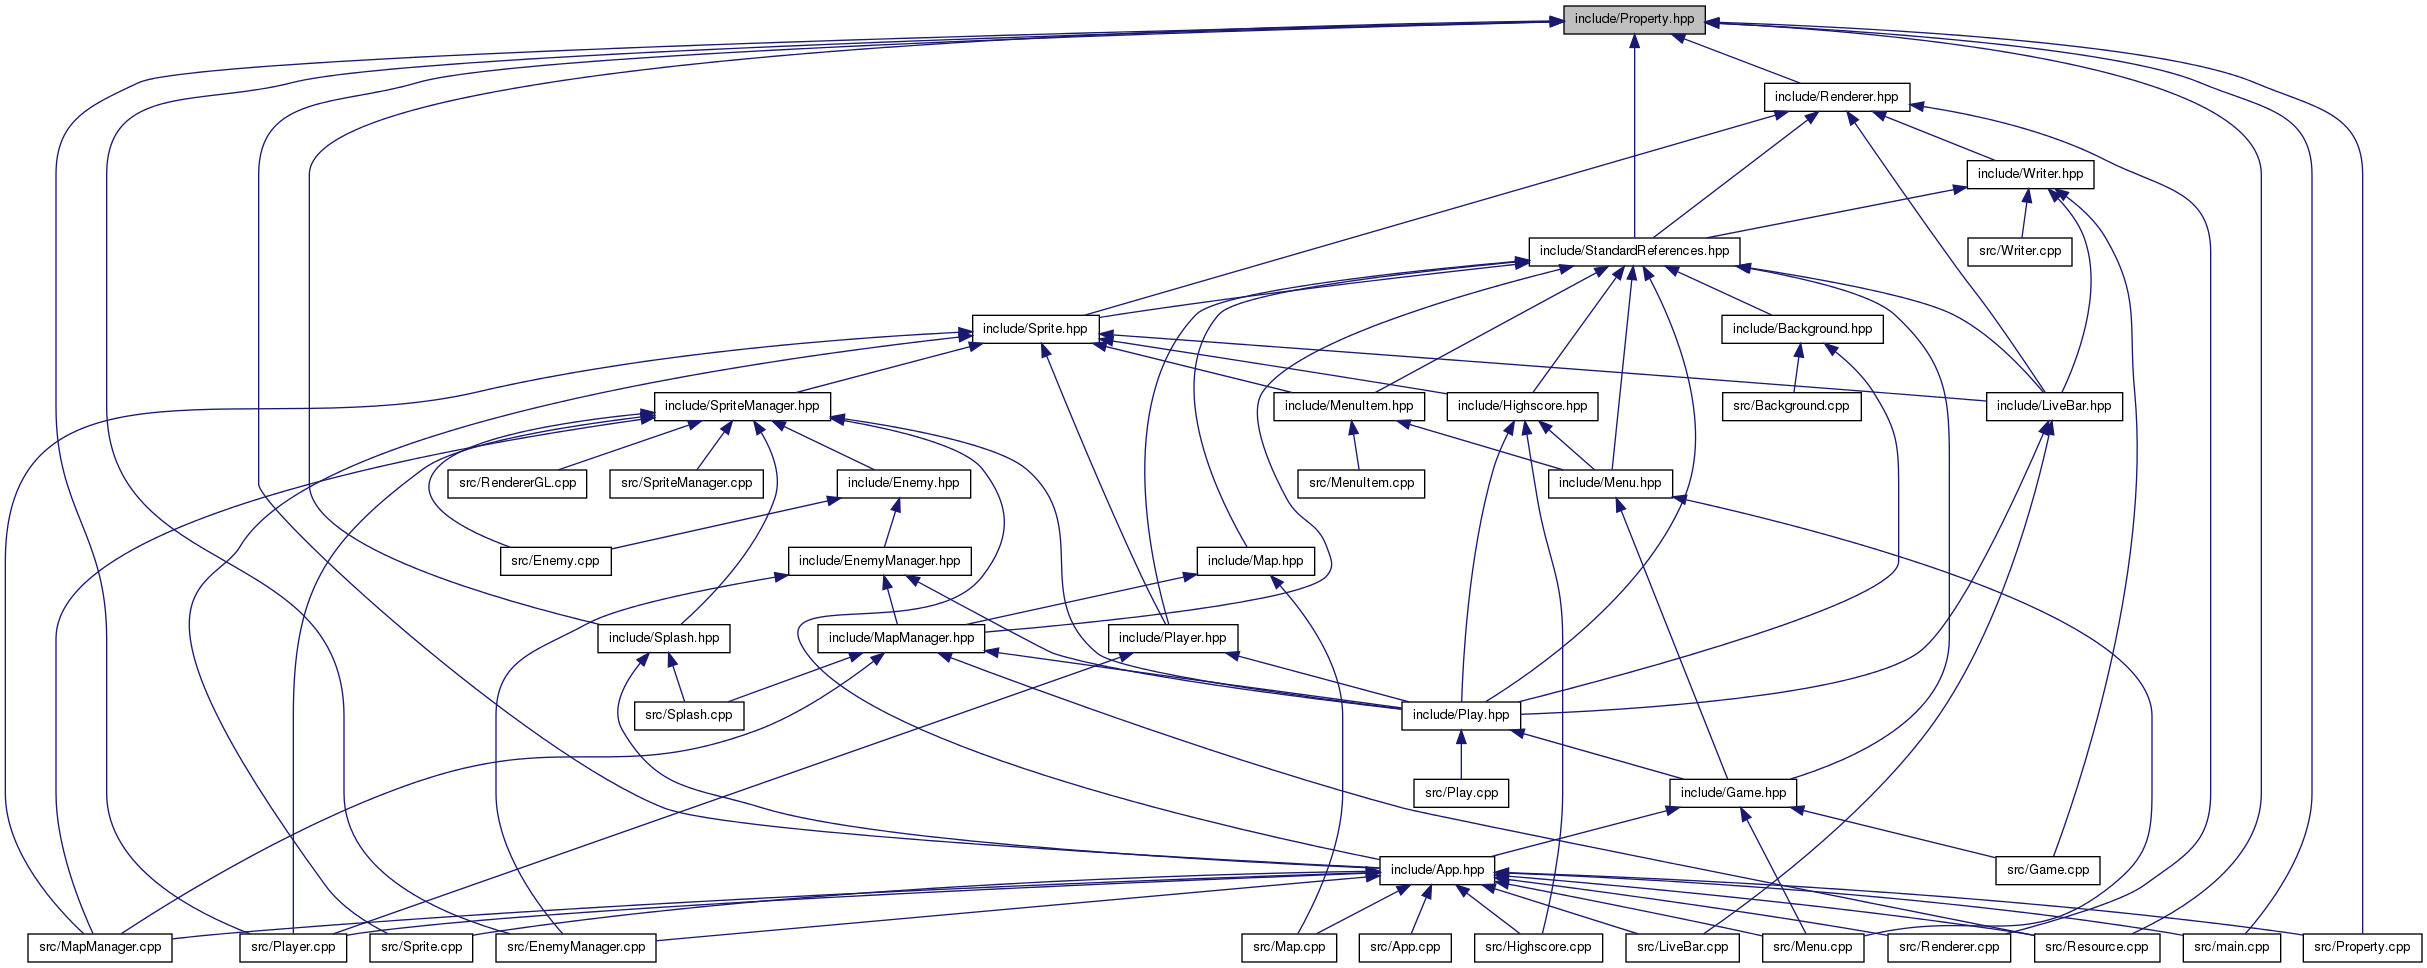 include/Property.hpp
include/Renderer.hpp
include/Writer.hpp
include/StandardReferences.hpp
src/Writer.cpp
include/Sprite.hpp
include/Background.hpp
include/SpriteManager.hpp
include/MenuItem.hpp
include/Highscore.hpp
src/Background.cpp
include/LiveBar.hpp
src/RendererGL.cpp
src/SpriteManager.cpp
include/Enemy.hpp
src/MenuItem.cpp
include/Menu.hpp
src/Enemy.cpp
include/EnemyManager.hpp
include/Map.hpp
include/Splash.hpp
include/MapManager.hpp
include/Player.hpp
src/Splash.cpp
include/Play.hpp
src/Play.cpp
include/Game.hpp
include/App.hpp
src/Game.cpp
src/MapManager.cpp
src/Player.cpp
src/Sprite.cpp
src/EnemyManager.cpp
src/Map.cpp
src/App.cpp
src/Highscore.cpp
src/LiveBar.cpp
src/Menu.cpp
src/Renderer.cpp
src/Resource.cpp
src/main.cpp
src/Property.cpp